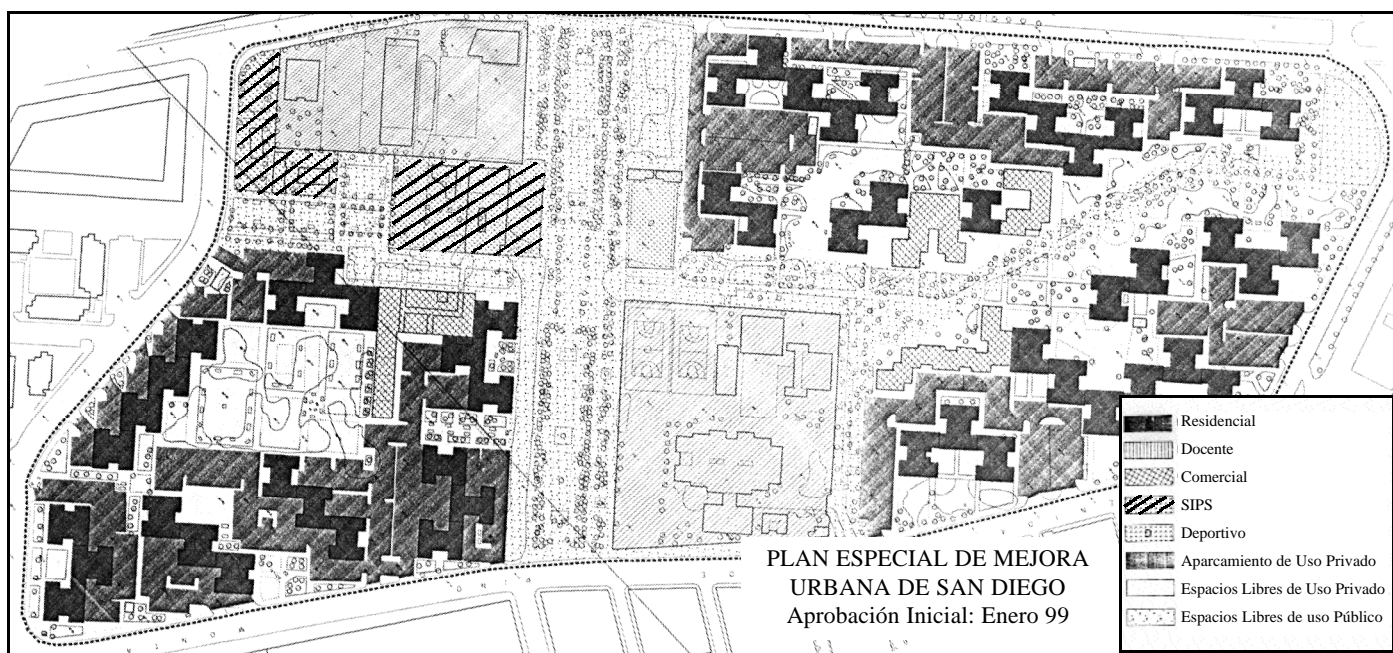 PLAN ESPECIAL DE MEJORA
URBANA DE SAN DIEGO
Aprobación Inicial: Enero 99
Residencial
Docente
Comercial
SIPS
Deportivo
Aparcamiento de Uso Privado
Espacios Libres de Uso Privado
Espacios Libres de uso Público